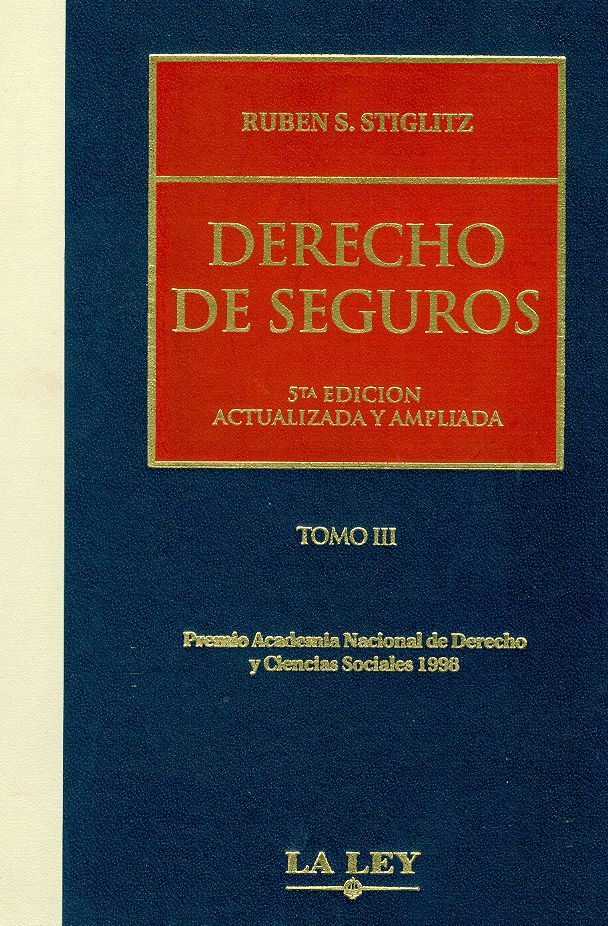 RUBEN S. STIGLITZ
DERECHO
DE SEGUROS
5TA EDICION
ACTUALIZADA Y AMPLIADA
TOMO III
Premio Academia Nacional de Derecho
y Ciencias Sociales 1998
LA LEY